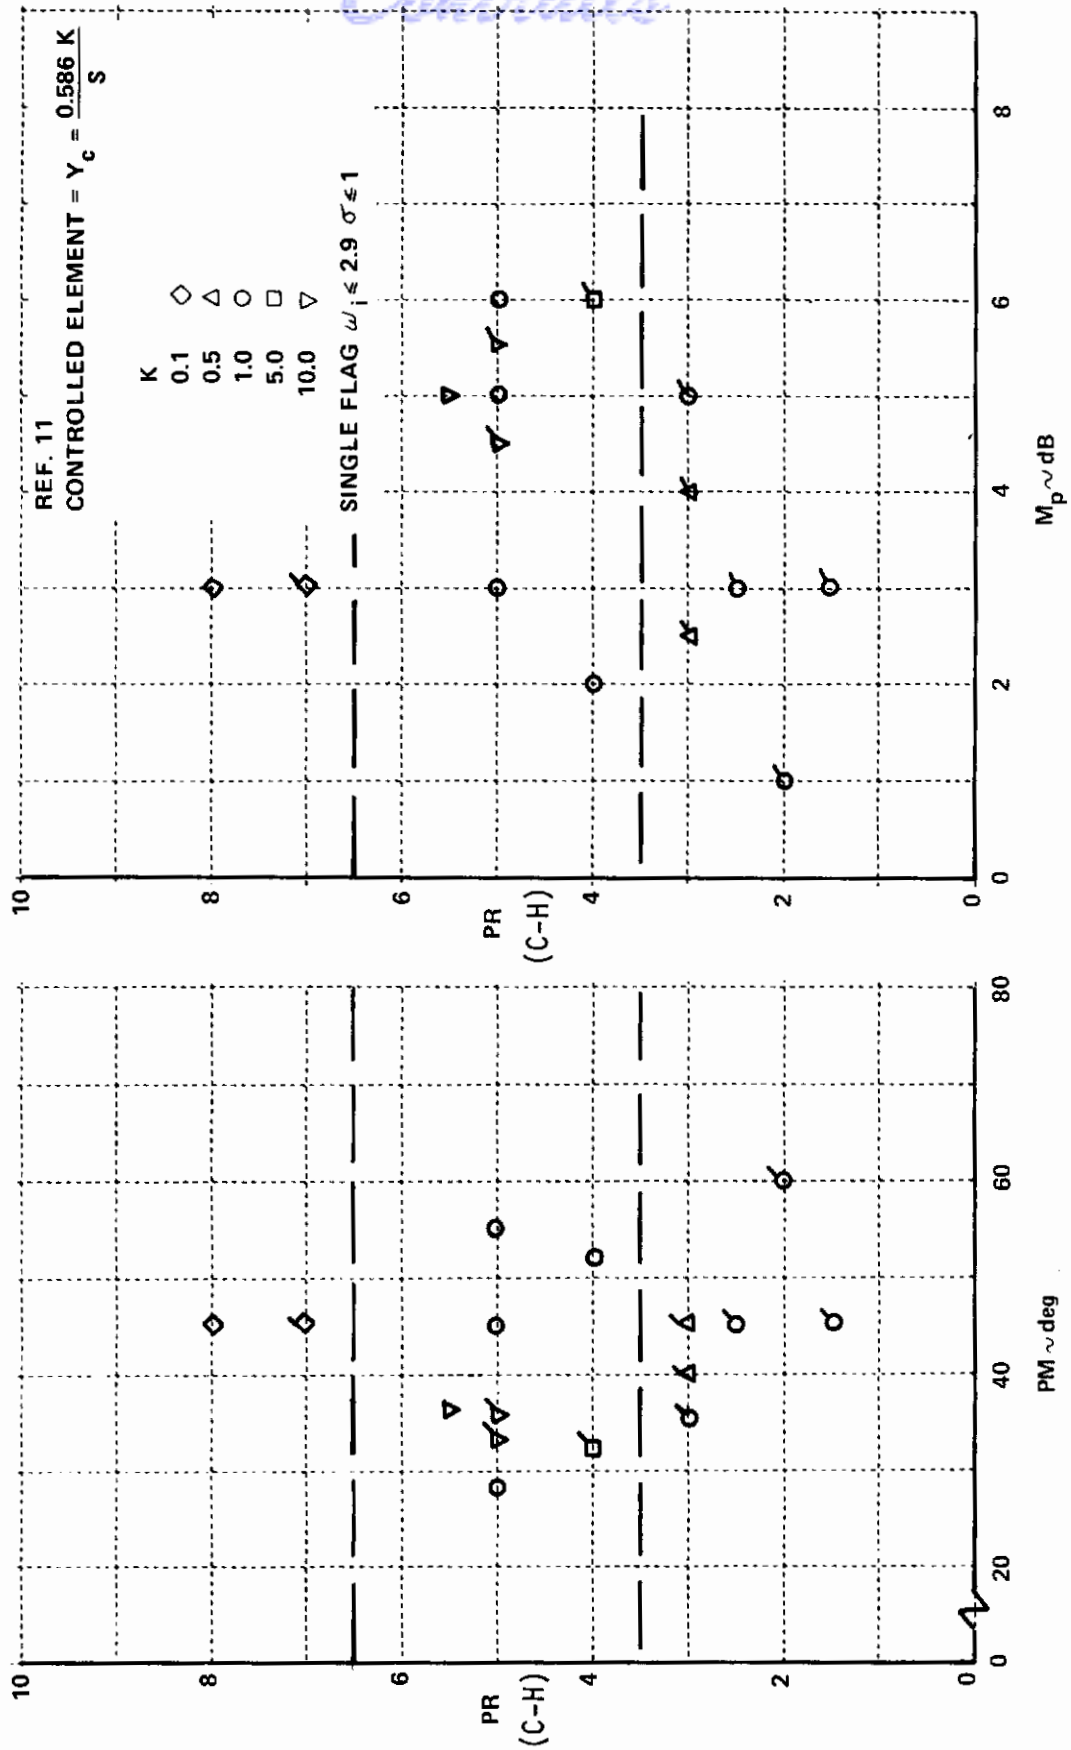 REF. 11
CONTROLLED ELEMENT = Y_c = 0.586 K / S
K
0.1 ◇
0.5 △
1.0 ○
5.0 □
10.0 ▽
SINGLE FLAG ω_i ≤ 2.9 σ ≤ 1
10
8
6
PR
(C-H)
4
2
0
0
20
40
60
80
PM ~ deg
10
8
6
PR
(C-H)
4
2
0
0
2
4
6
8
M_p ~ dB